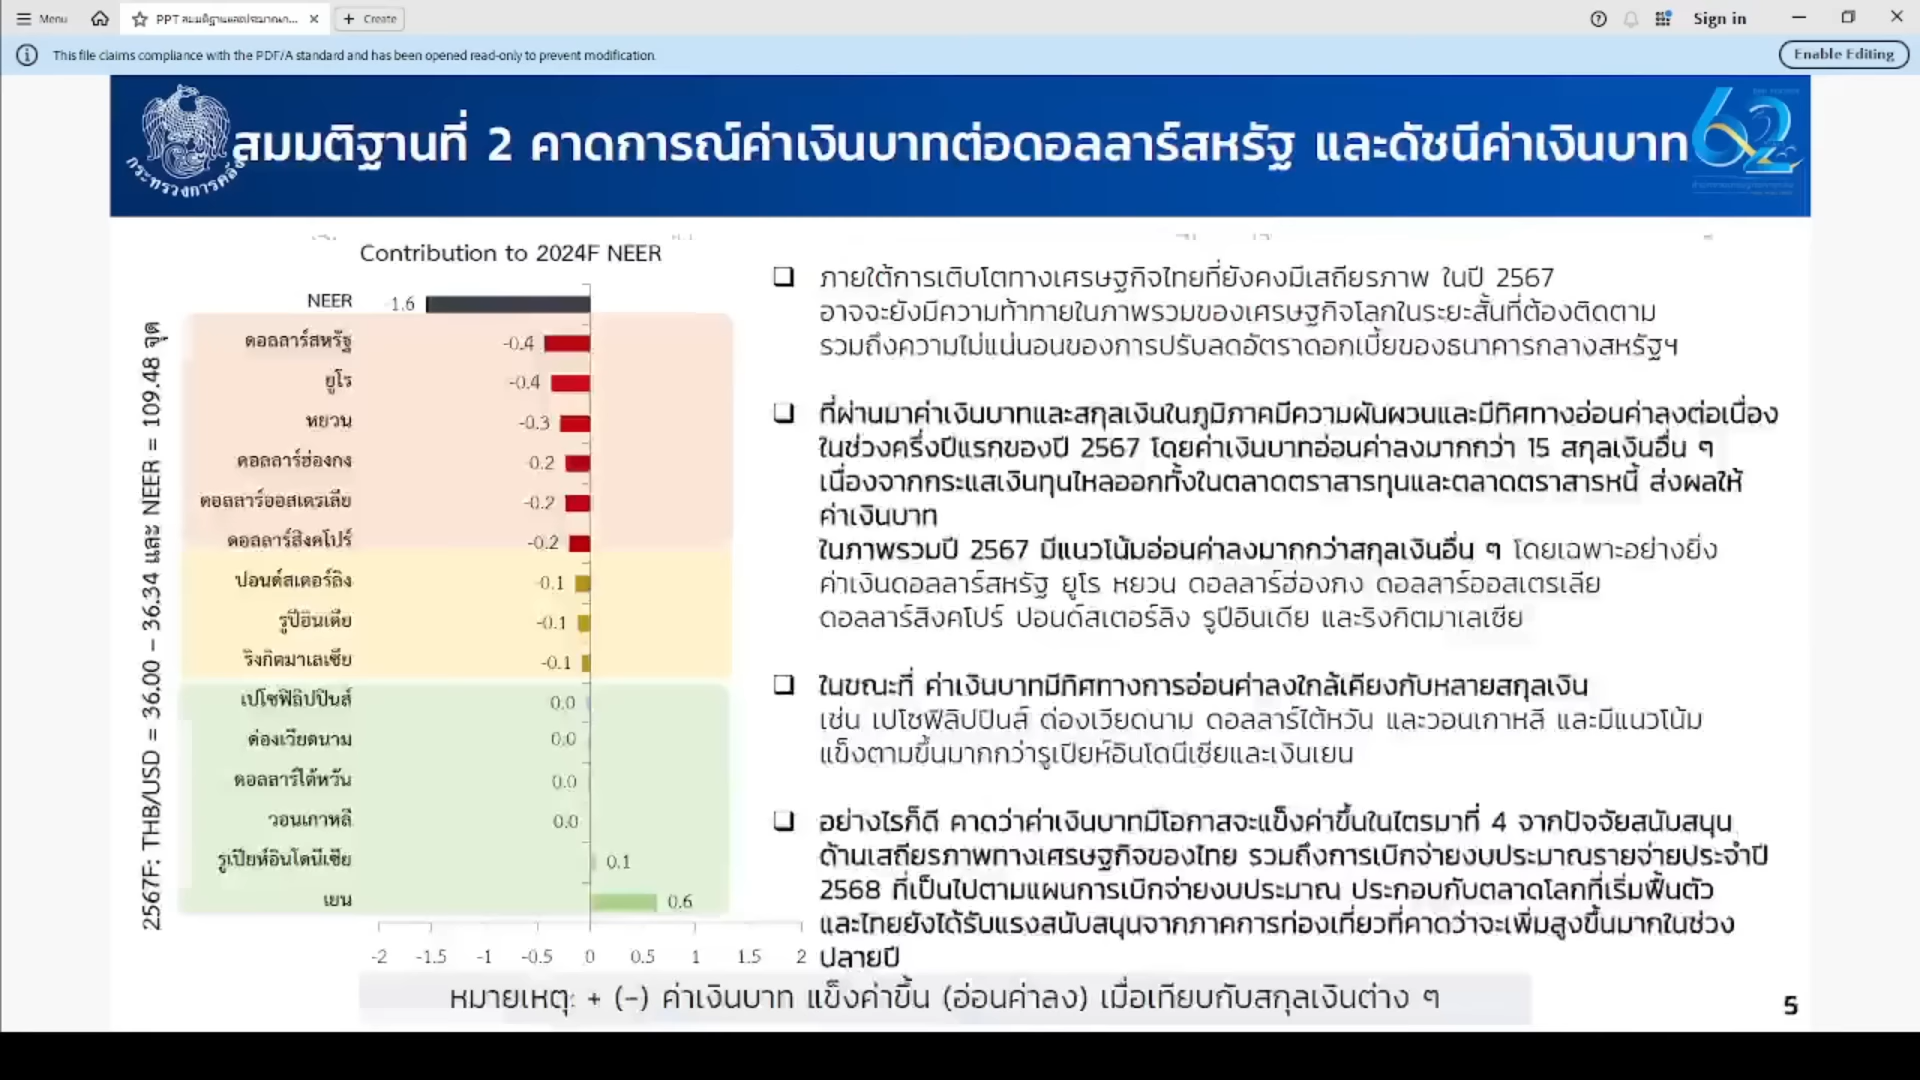 Menu
PPT สมมติฐานและประมาณก...
Create
Sign in
This file claims compliance with the PDF/A standard and has been opened read-only to prevent modification.
Enable Editing
กระทรวงการคลัง
สมมติฐานที่ 2 คาดการณ์ค่าเงินบาทต่อดอลลาร์สหรัฐ และดัชนีค่าเงินบาท
62
2567F: THB/USD = 36.00 – 36.34 และ NEER = 109.48 จุด
Contribution to 2024F NEER
NEER -1.6
ดอลลาร์สหรัฐ -0.4
ยูโร -0.4
หยวน -0.3
ดอลลาร์ฮ่องกง -0.2
ดอลลาร์ออสเตรเลีย -0.2
ดอลลาร์สิงคโปร์ -0.2
ปอนด์สเตอร์ลิง -0.1
รูปีอินเดีย -0.1
ริงกิตมาเลเซีย -0.1
เปโซฟิลิปปินส์ 0.0
ด่องเวียดนาม 0.0
ดอลลาร์ไต้หวัน 0.0
วอนเกาหลี 0.0
รูเปียห์อินโดนีเซีย 0.1
เยน 0.6
-2 -1.5 -1 -0.5 0 0.5 1 1.5 2
❑ ภายใต้การเติบโตทางเศรษฐกิจไทยที่ยังคงมีเสถียรภาพ ในปี 2567
อาจจะยังมีความท้าทายในภาพรวมของเศรษฐกิจโลกในระยะสั้นที่ต้องติดตาม
รวมถึงความไม่แน่นอนของการปรับลดอัตราดอกเบี้ยของธนาคารกลางสหรัฐฯ
❑ ที่ผ่านมาค่าเงินบาทและสกุลเงินในภูมิภาคมีความผันผวนและมีทิศทางอ่อนค่าลงต่อเนื่อง
ในช่วงครึ่งปีแรกของปี 2567 โดยค่าเงินบาทอ่อนค่าลงมากกว่า 15 สกุลเงินอื่น ๆ
เนื่องจากกระแสเงินทุนไหลออกทั้งในตลาดตราสารทุนและตลาดตราสารหนี้ ส่งผลให้
ค่าเงินบาท
ในภาพรวมปี 2567 มีแนวโน้มอ่อนค่าลงมากกว่าสกุลเงินอื่น ๆ โดยเฉพาะอย่างยิ่ง
ค่าเงินดอลลาร์สหรัฐ ยูโร หยวน ดอลลาร์ฮ่องกง ดอลลาร์ออสเตรเลีย
ดอลลาร์สิงคโปร์ ปอนด์สเตอร์ลิง รูปีอินเดีย และริงกิตมาเลเซีย
❑ ในขณะที่ ค่าเงินบาทมีทิศทางการอ่อนค่าลงใกล้เคียงกับหลายสกุลเงิน
เช่น เปโซฟิลิปปินส์ ด่องเวียดนาม ดอลลาร์ไต้หวัน และวอนเกาหลี และมีแนวโน้ม
แข็งตามขึ้นมากกว่ารูเปียห์อินโดนีเซียและเงินเยน
❑ อย่างไรก็ดี คาดว่าค่าเงินบาทมีโอกาสจะแข็งค่าขึ้นในไตรมาที่ 4 จากปัจจัยสนับสนุน
ด้านเสถียรภาพทางเศรษฐกิจของไทย รวมถึงการเบิกจ่ายงบประมาณรายจ่ายประจำปี
2568 ที่เป็นไปตามแผนการเบิกจ่ายงบประมาณ ประกอบกับตลาดโลกที่เริ่มฟื้นตัว
และไทยยังได้รับแรงสนับสนุนจากภาคการท่องเที่ยวที่คาดว่าจะเพิ่มสูงขึ้นมากในช่วง
ปลายปี
หมายเหตุ: + (-) ค่าเงินบาท แข็งค่าขึ้น (อ่อนค่าลง) เมื่อเทียบกับสกุลเงินต่าง ๆ
5